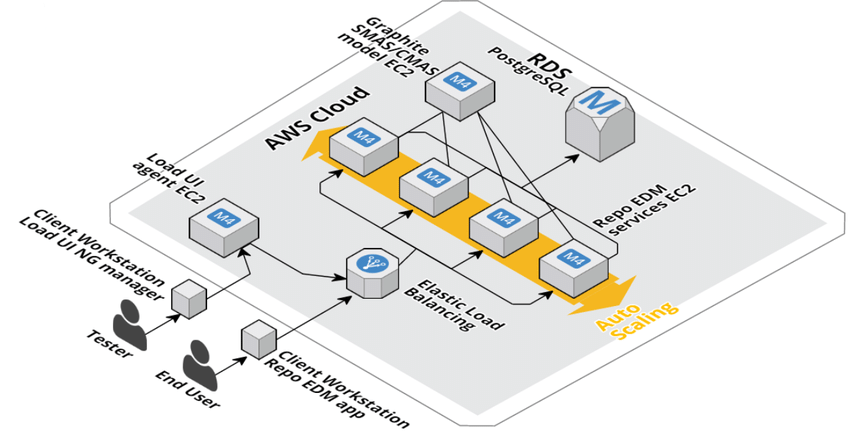 Graphite
SMAS/CMAS
model EC2
M4
RDS
PostgreSQL
M
AWS Cloud
M4
M4
M4
M4
Repo EDM
services EC2
Load UI
agent EC2
M4
Client Workstation
Load UI NG manager
Elastic Load
Balancing
Auto
Scaling
Tester
End User
Client Workstation
Repo EDM app